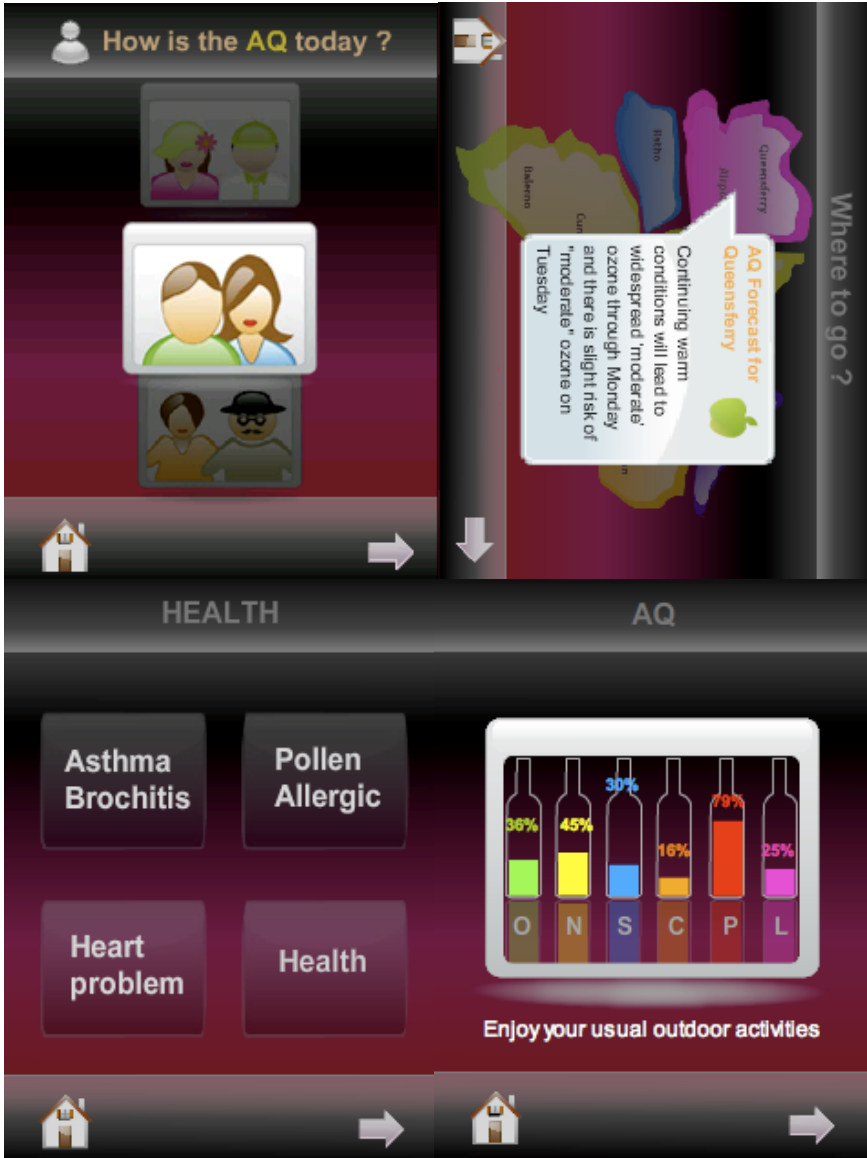 How is the AQ today ?
Where to go ?
Queensferry
Ratho
Balerno
AQ Forecast for
Queensferry
Continuing warm
conditions will lead to
widespread 'moderate'
ozone through Monday
and there is slight risk of
"moderate" ozone on
Tuesday
HEALTH
Asthma
Brochitis
Pollen
Allergic
Heart
problem
Health
AQ
36%
45%
30%
16%
79%
25%
O N S C P L
Enjoy your usual outdoor activities